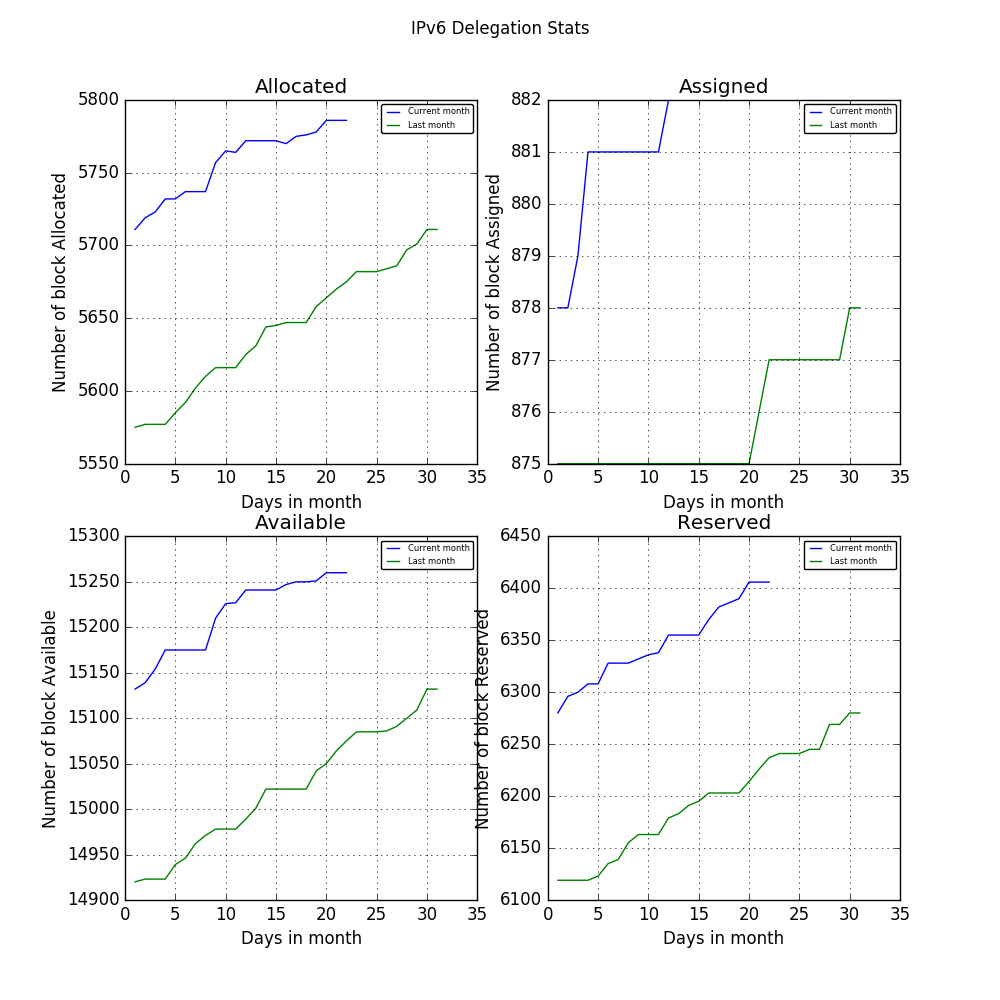 IPv6 Delegation Stats
Allocated
Number of block Allocated
5800
5750
5700
5650
5600
5550
0 5 10 15 20 25 30 35
Days in month
Current month
Last month
Assigned
Number of block Assigned
882
881
880
879
878
877
876
875
0 5 10 15 20 25 30 35
Days in month
Current month
Last month
Available
Number of block Available
15300
15250
15200
15150
15100
15050
15000
14950
14900
0 5 10 15 20 25 30 35
Days in month
Current month
Last month
Reserved
Number of block Reserved
6450
6400
6350
6300
6250
6200
6150
6100
0 5 10 15 20 25 30 35
Days in month
Current month
Last month